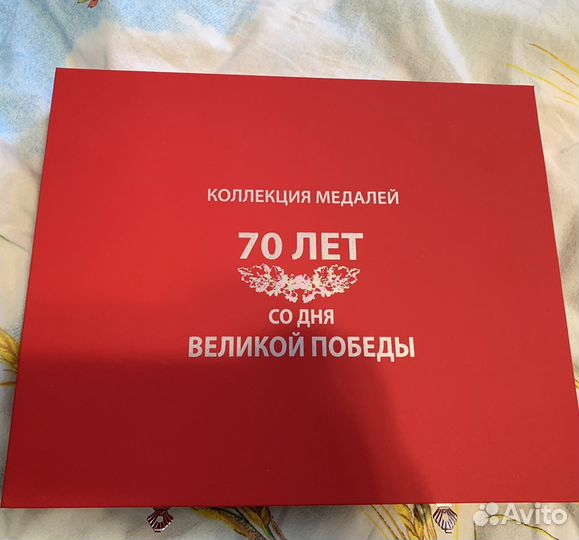 КОЛЛЕКЦИЯ МЕДАЛЕЙ
70 ЛЕТ
СО ДНЯ
ВЕЛИКОЙ ПОБЕДЫ
Avito